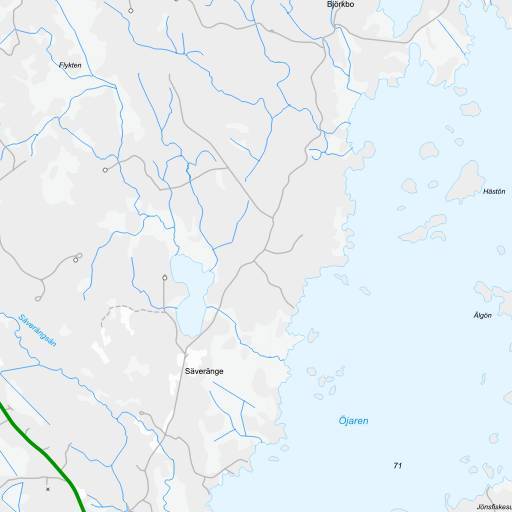 Björkbo
Flykten
Hästön
Älgön
Säverängsån
Säveränge
Öjaren
71